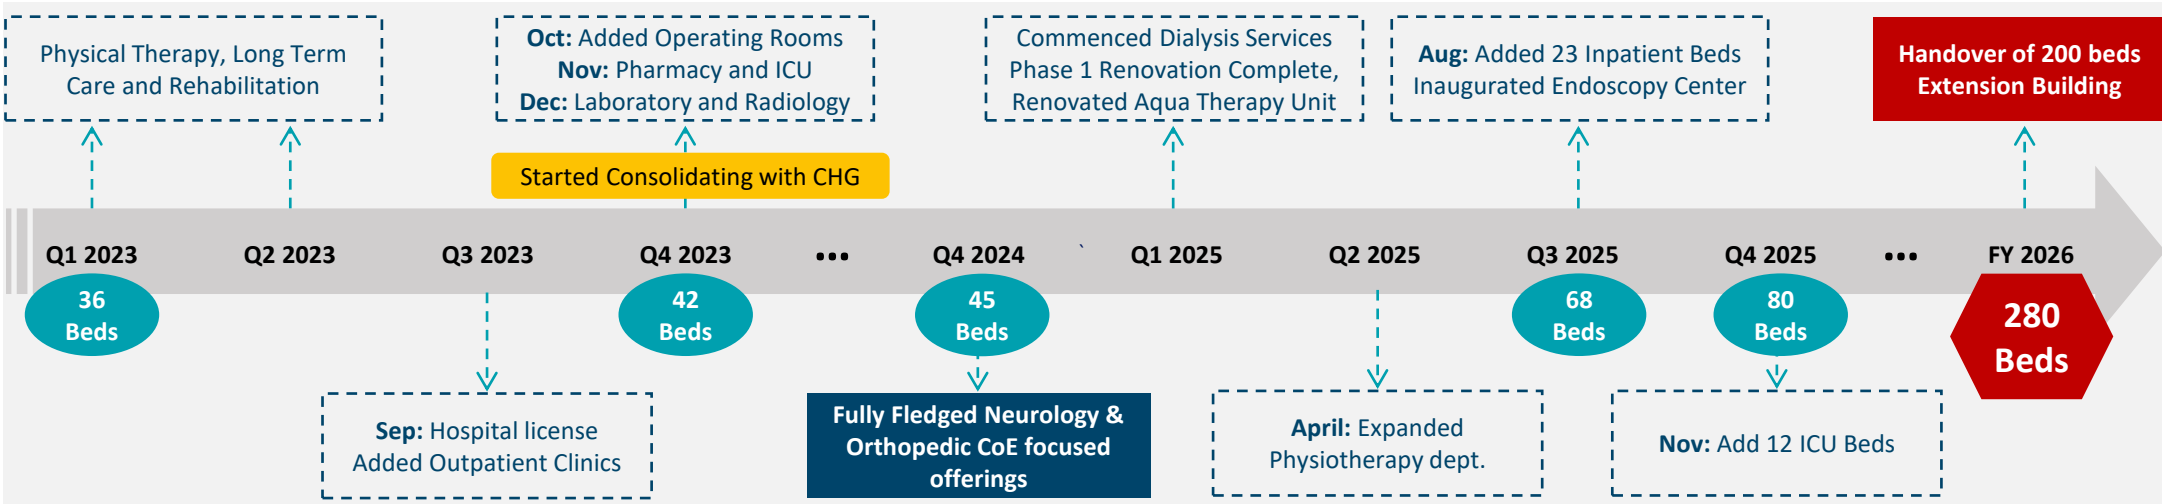 Physical Therapy, Long Term
Care and Rehabilitation
Oct: Added Operating Rooms
Nov: Pharmacy and ICU
Dec: Laboratory and Radiology
Commenced Dialysis Services
Phase 1 Renovation Complete,
Renovated Aqua Therapy Unit
Aug: Added 23 Inpatient Beds
Inaugurated Endoscopy Center
Handover of 200 beds
Extension Building
Started Consolidating with CHG
Q1 2023
Q2 2023
Q3 2023
Q4 2023
...
Q4 2024
`
Q1 2025
Q2 2025
Q3 2025
Q4 2025
...
FY 2026
36
Beds
42
Beds
45
Beds
68
Beds
80
Beds
280
Beds
Sep: Hospital license
Added Outpatient Clinics
Fully Fledged Neurology &
Orthopedic CoE focused
offerings
April: Expanded
Physiotherapy dept.
Nov: Add 12 ICU Beds